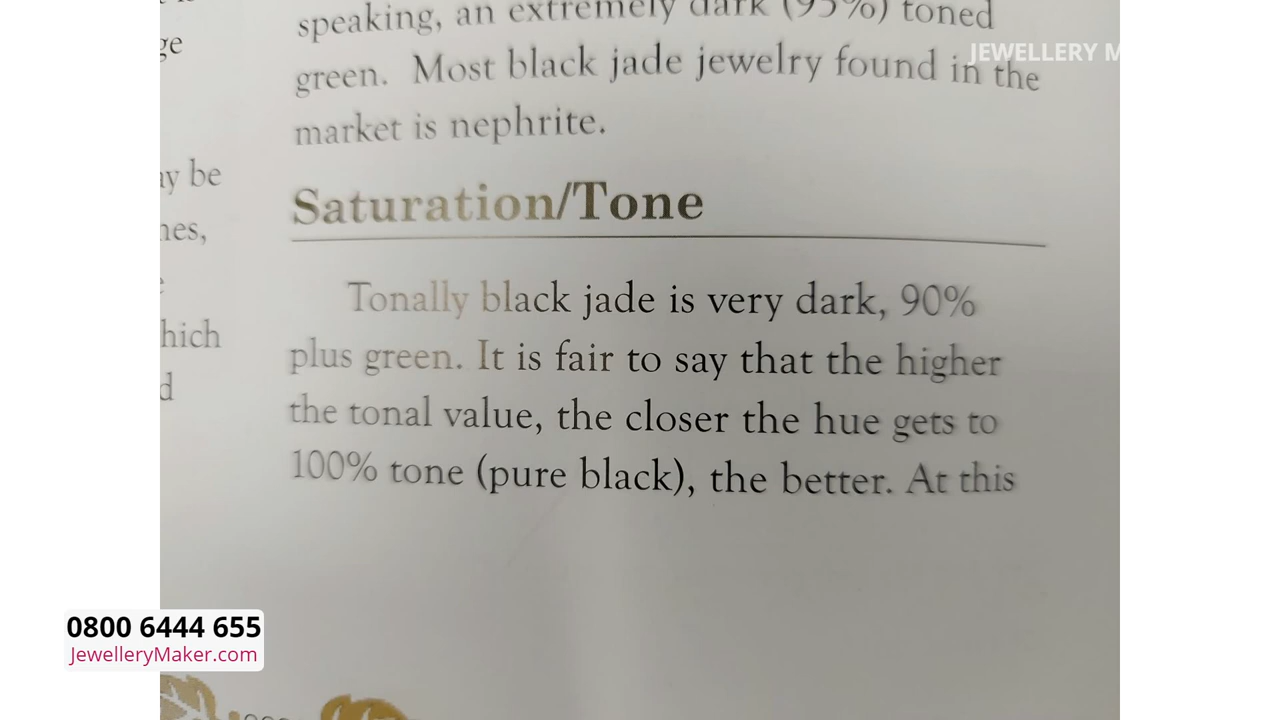 ge
ay be
nes,
hich
d
speaking, an extremely dark (95%) toned
green. Most black jade jewelry found in the
market is nephrite.
Saturation/Tone
Tonally black jade is very dark, 90%
plus green. It is fair to say that the higher
the tonal value, the closer the hue gets to
100% tone (pure black), the better. At this
JEWELLERY M
0800 6444 655
JewelleryMaker.com